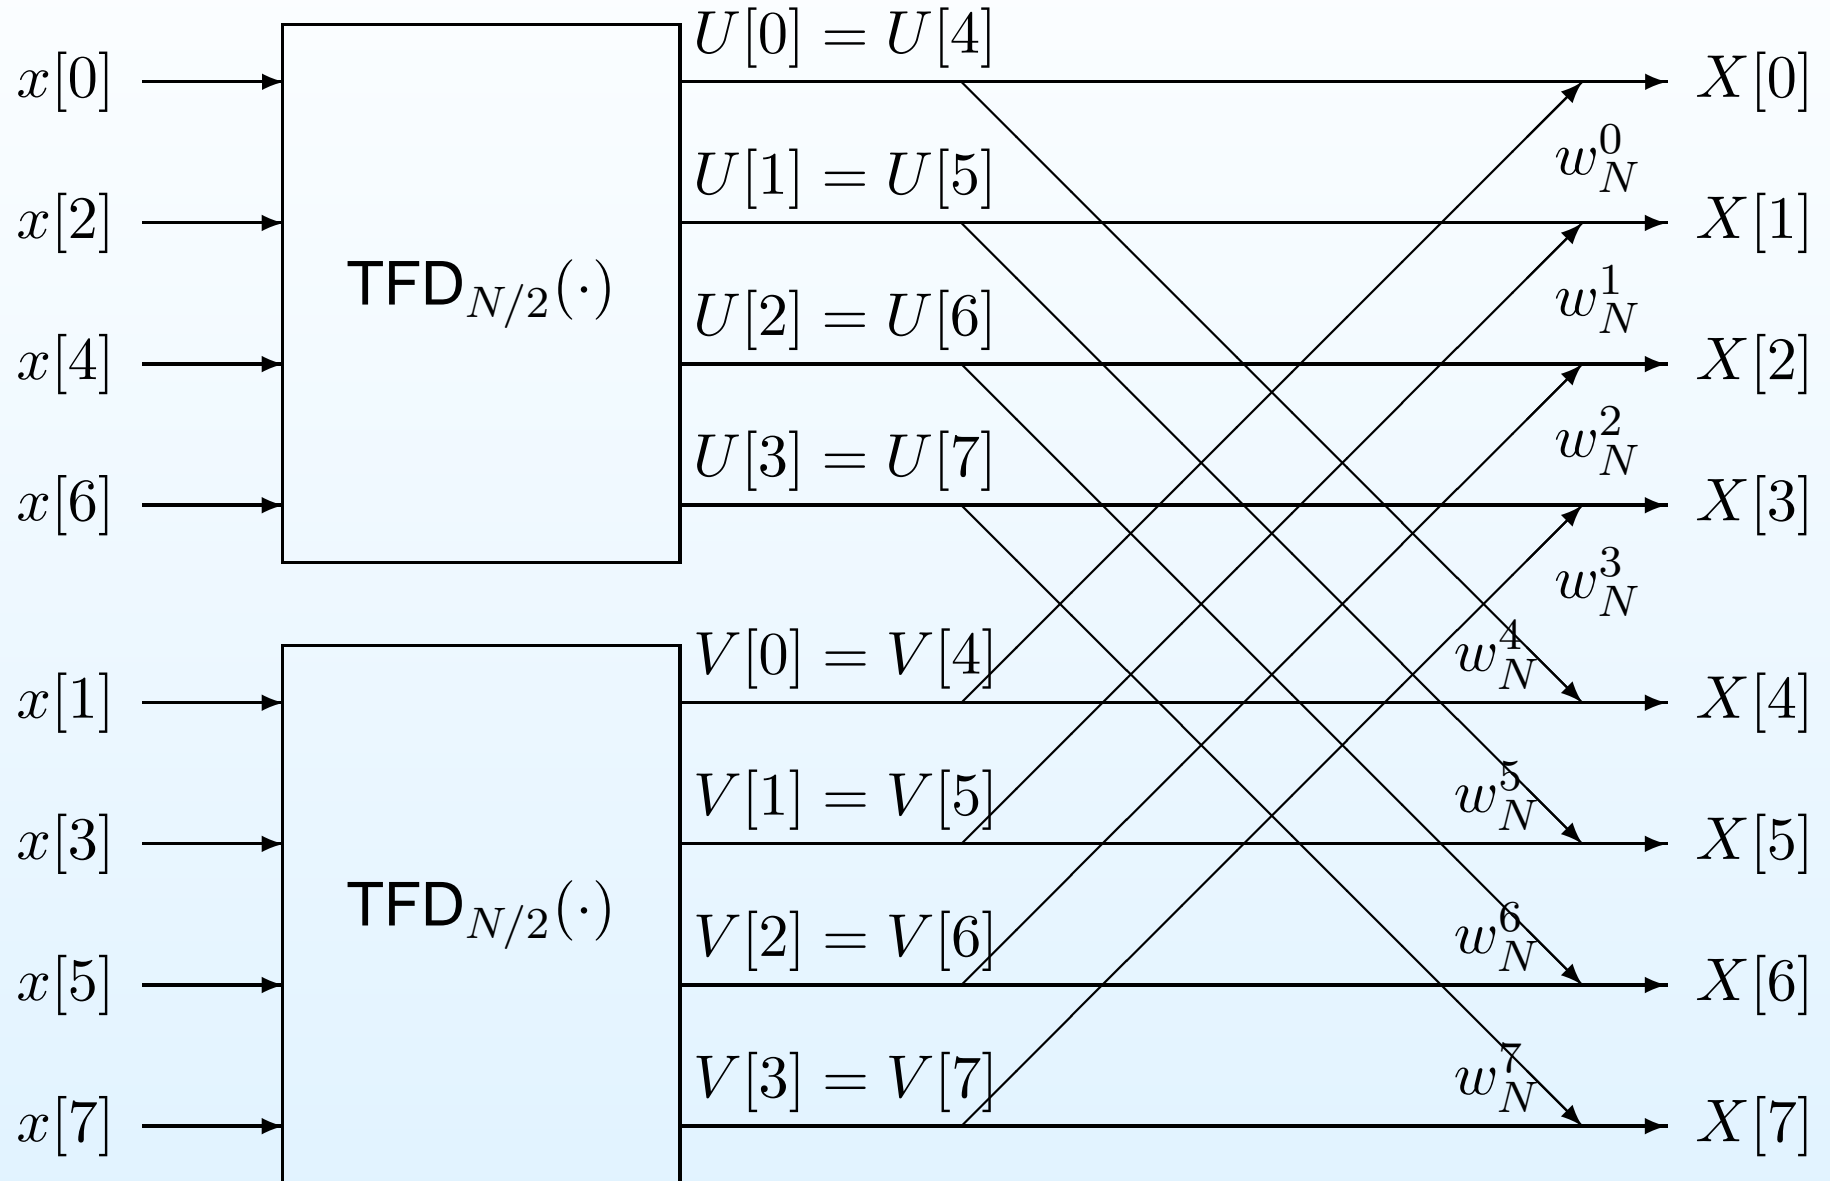 x[0] U[0] = U[4] X[0]
w_N^0
x[2] U[1] = U[5] X[1]
TFD_{N/2}(·)
w_N^1
x[4] U[2] = U[6] X[2]
w_N^2
x[6] U[3] = U[7] X[3]
w_N^3
x[1] V[0] = V[4] w_N^4 X[4]
x[3] V[1] = V[5] w_N^5 X[5]
TFD_{N/2}(·)
x[5] V[2] = V[6] w_N^6 X[6]
x[7] V[3] = V[7] w_N^7 X[7]